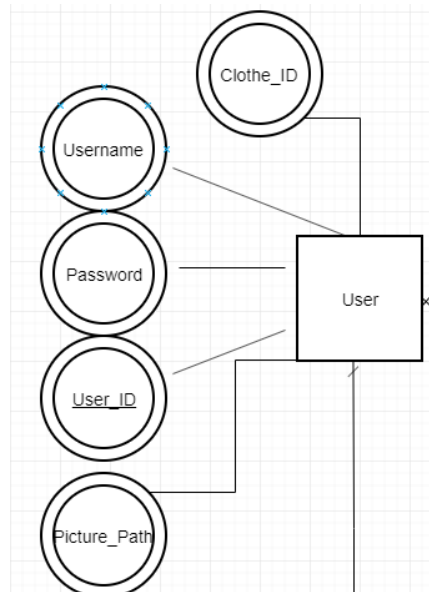 Clothe_ID
Username
Password
User
User_ID
Picture_Path